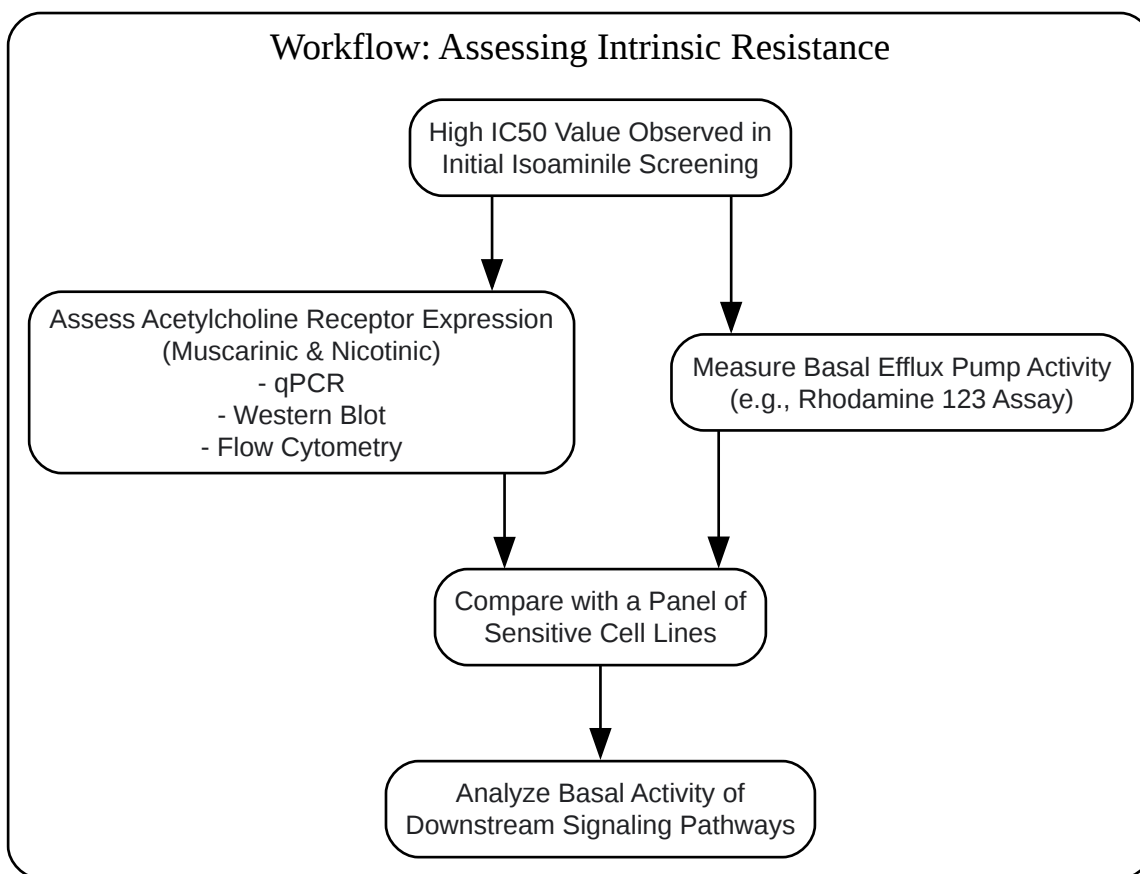 Workflow: Assessing Intrinsic Resistance
High IC50 Value Observed in
Initial Isoaminile Screening
Assess Acetylcholine Receptor Expression
(Muscarinic & Nicotinic)
- qPCR
- Western Blot
- Flow Cytometry
Measure Basal Efflux Pump Activity
(e.g., Rhodamine 123 Assay)
Compare with a Panel of
Sensitive Cell Lines
Analyze Basal Activity of
Downstream Signaling Pathways